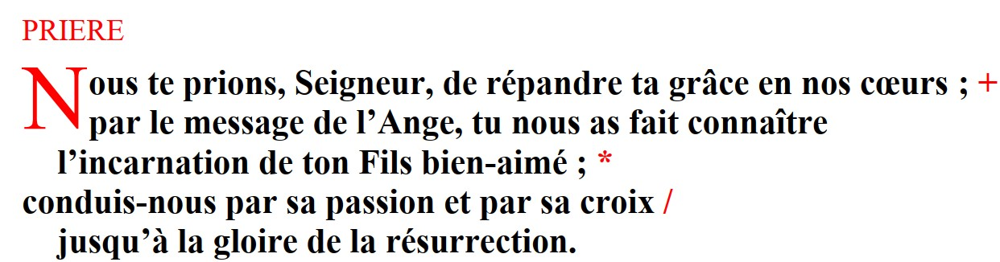 PRIERE
Nous te prions, Seigneur, de répandre ta grâce en nos cœurs ; +
par le message de l’Ange, tu nous as fait connaître
l’incarnation de ton Fils bien-aimé ; *
conduis-nous par sa passion et par sa croix /
jusqu’à la gloire de la résurrection.